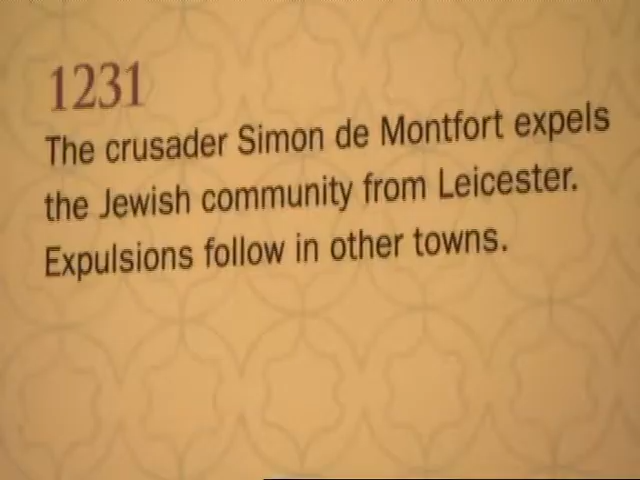 1231
The crusader Simon de Montfort expels
the Jewish community from Leicester.
Expulsions follow in other towns.